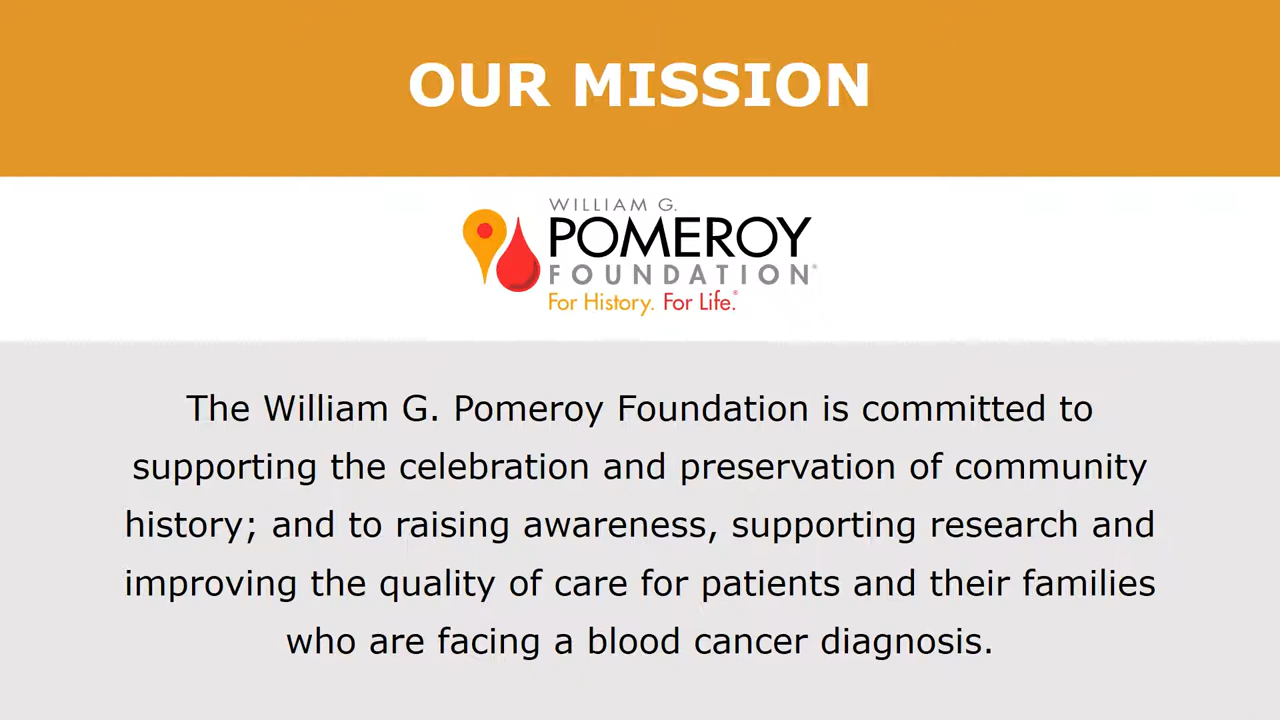 OUR MISSION
WILLIAM G.
POMEROY
FOUNDATION®
For History. For Life.®
The William G. Pomeroy Foundation is committed to
supporting the celebration and preservation of community
history; and to raising awareness, supporting research and
improving the quality of care for patients and their families
who are facing a blood cancer diagnosis.